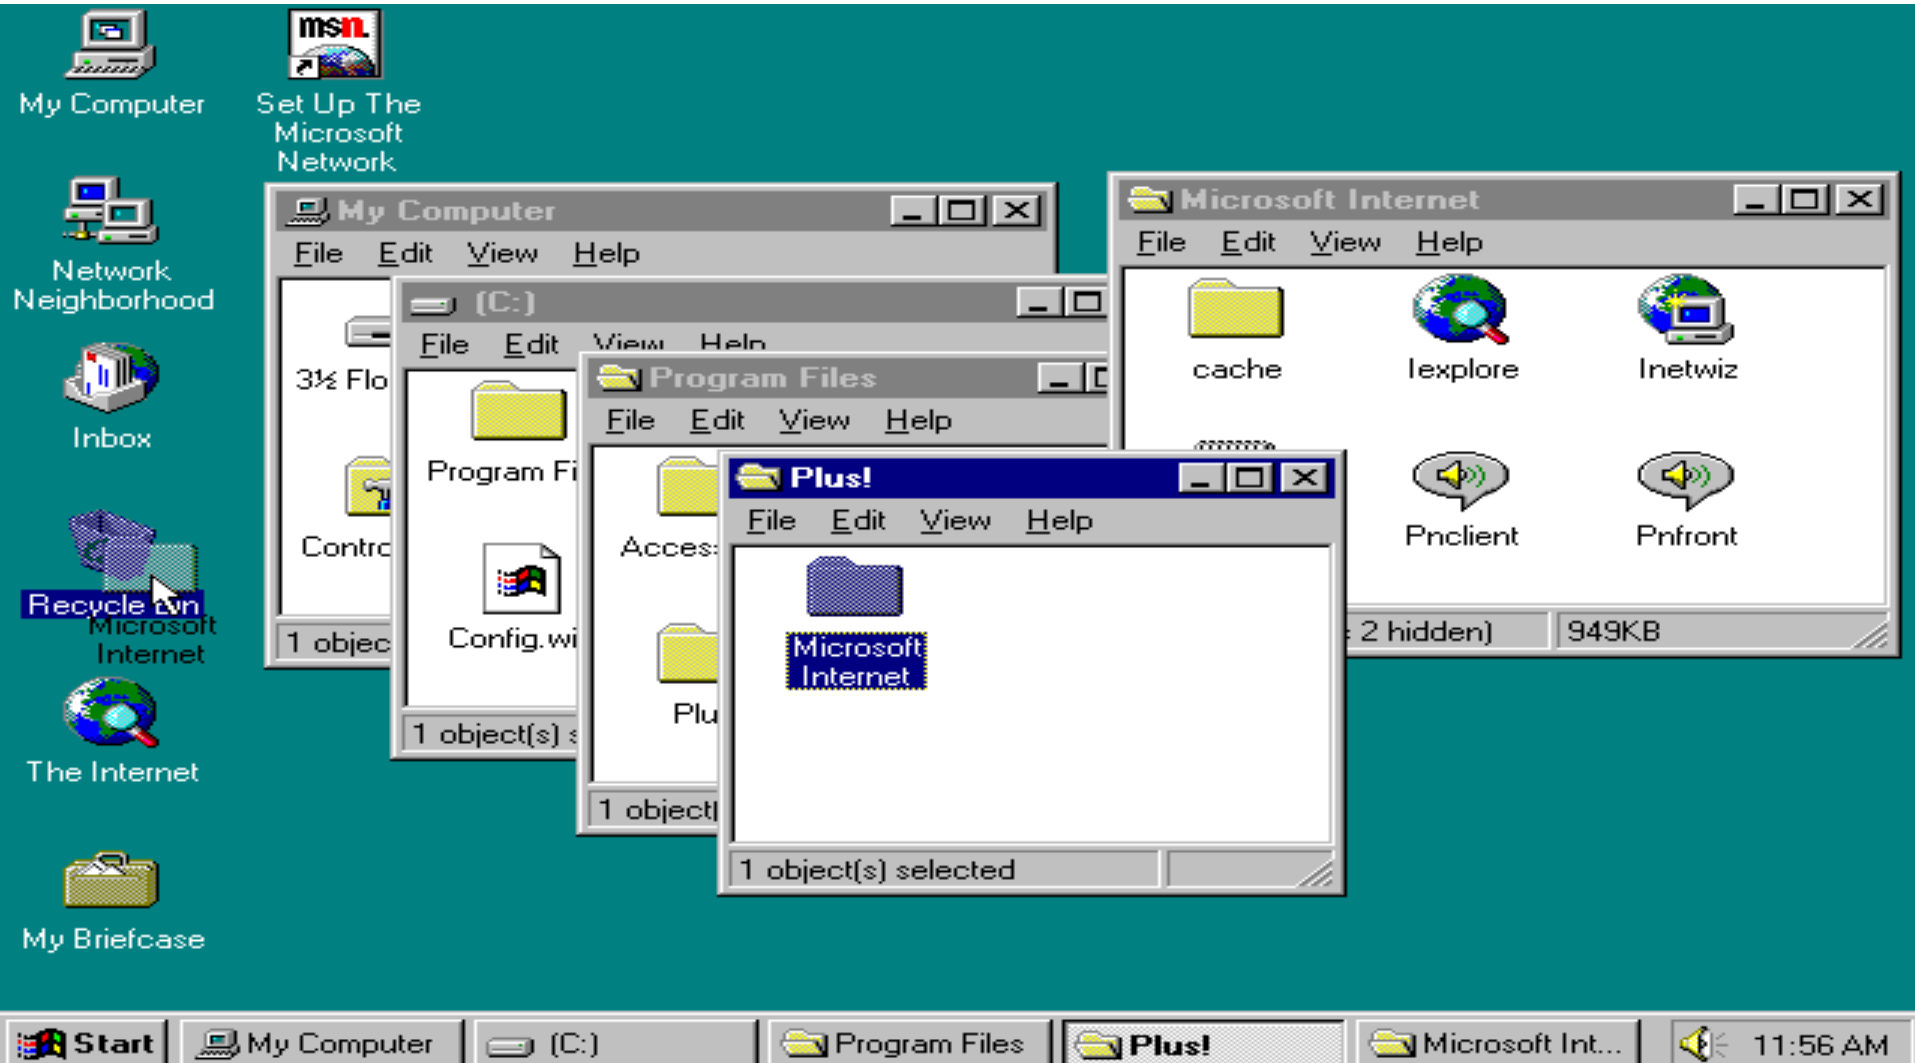 msn.
My Computer
Set Up The
Microsoft
Network
Network
Neighborhood
Inbox
Recycle
Microsoft
Internet
The Internet
My Briefcase
My Computer
File Edit View Help
3½ Flo
Contro
1 objec
(C:)
File Edit View Help
Program Fi
Config.wi
1 object(s) s
Program Files
File Edit View Help
Access
Plu
1 object(
Plus!
File Edit View Help
Microsoft
Internet
1 object(s) selected
Microsoft Internet
File Edit View Help
cache Iexplore Inetwiz
Pnclient Pnfront
2 hidden) 949KB
Start My Computer (C:) Program Files Plus! Microsoft Int... 11:56 AM